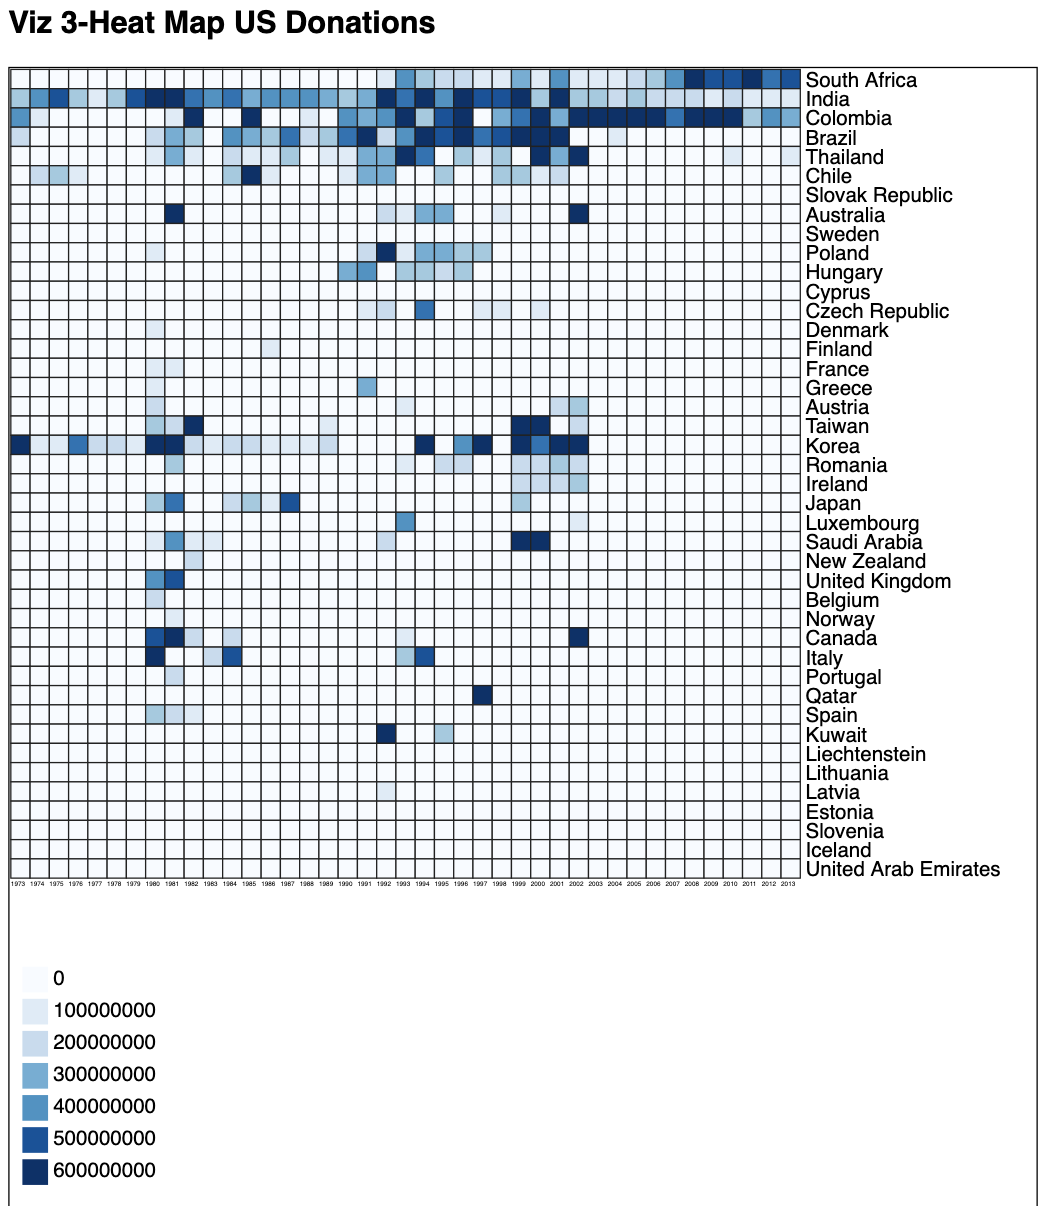 Viz 3-Heat Map US Donations
South Africa
India
Colombia
Brazil
Thailand
Chile
Slovak Republic
Australia
Sweden
Poland
Hungary
Cyprus
Czech Republic
Denmark
Finland
France
Greece
Austria
Taiwan
Korea
Romania
Ireland
Japan
Luxembourg
Saudi Arabia
New Zealand
United Kingdom
Belgium
Norway
Canada
Italy
Portugal
Qatar
Spain
Kuwait
Liechtenstein
Lithuania
Latvia
Estonia
Slovenia
Iceland
United Arab Emirates
1973 1974 1975 1976 1977 1978 1979 1980 1981 1982 1983 1984 1985 1986 1987 1988 1989 1990 1991 1992 1993 1994 1995 1996 1997 1998 1999 2000 2001 2002 2003 2004 2005 2006 2007 2008 2009 2010 2011 2012 2013
0
100000000
200000000
300000000
400000000
500000000
600000000